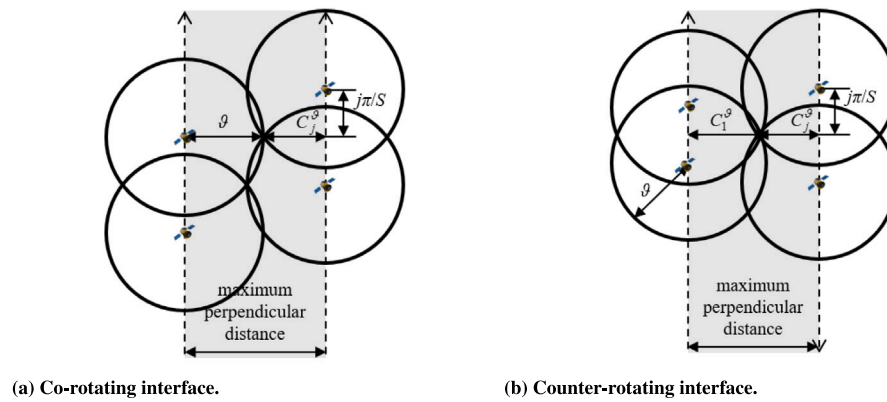 ϑ
C_j^ϑ
jπ/S
maximum
perpendicular
distance
(a) Co-rotating interface.
C_1^ϑ
C_j^ϑ
jπ/S
ϑ
maximum
perpendicular
distance
(b) Counter-rotating interface.